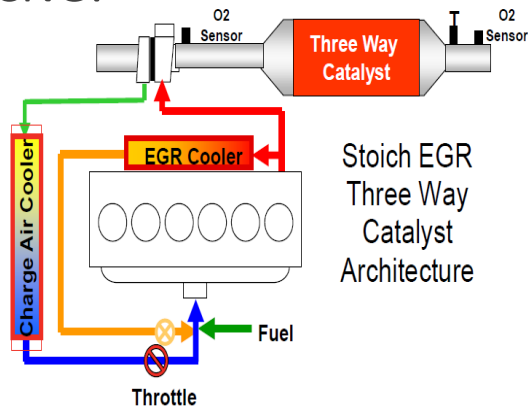 O2
Sensor
O2
Sensor
Three Way
Catalyst
EGR Cooler
Charge Air Cooler
Stoich EGR
Three Way
Catalyst
Architecture
Fuel
Throttle